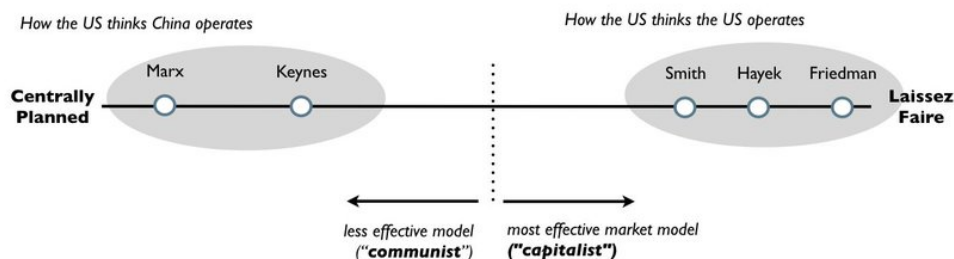 How the US thinks China operates
How the US thinks the US operates
Marx
Keynes
Smith
Hayek
Friedman
Centrally
Planned
Laissez
Faire
less effective model
("communist")
most effective market model
("capitalist")